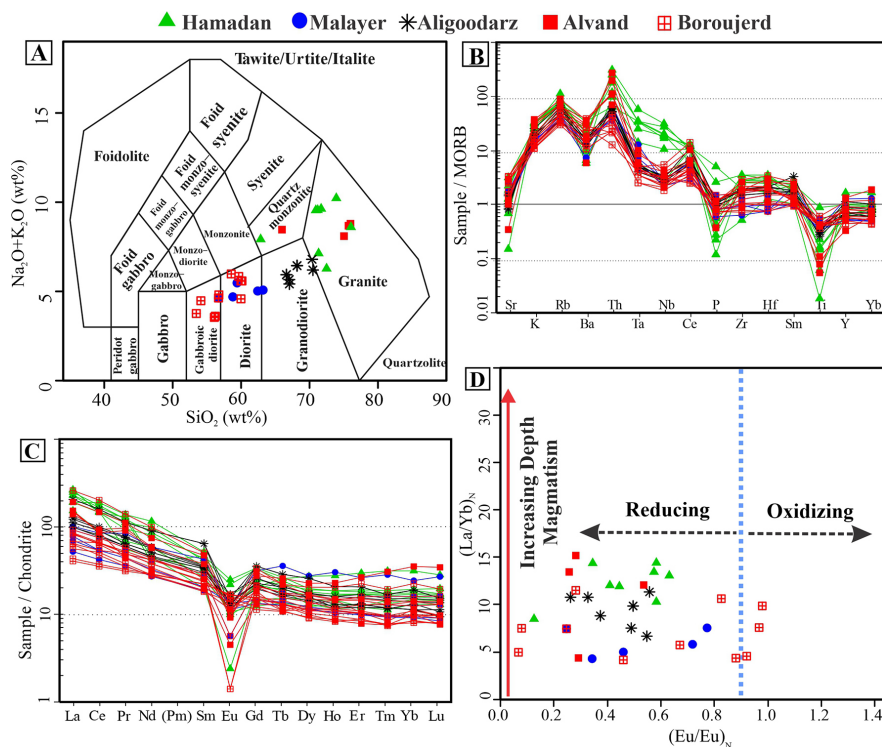 Hamadan Malayer Aligoodarz Alvand Boroujerd
A
Tawite/Urtite/Italite
Foid
syenite
Foidolite
Foid
monzo–
syenite
Syenite
Quartz
monzonite
Foid
monzo–
gabbro
Monzonite
Foid
gabbro
Monzo–
diorite
Monzo–
gabbro
Granite
Peridot
gabbro
Gabbro
Gabbroic
diorite
Diorite
Granodiorite
Quartzolite
Na₂O+K₂O (wt%)
0 5 10 15
40 50 60 70 80 90
SiO₂ (wt%)
B
Sample / MORB
100
10
1
0.1
0.01
Sr Rb Th Nb P Hf Ti Yb
K Ba Ta Ce Zr Sm Y
C
Sample / Chondrite
100
10
1
La Ce Pr Nd (Pm) Sm Eu Gd Tb Dy Ho Er Tm Yb Lu
D
(La/Yb)N
0 5 10 15 20 25 30 35
Increasing Depth
Magmatism
Reducing
Oxidizing
0.0 0.2 0.4 0.6 0.8 1.0 1.2 1.4
(Eu/Eu)N